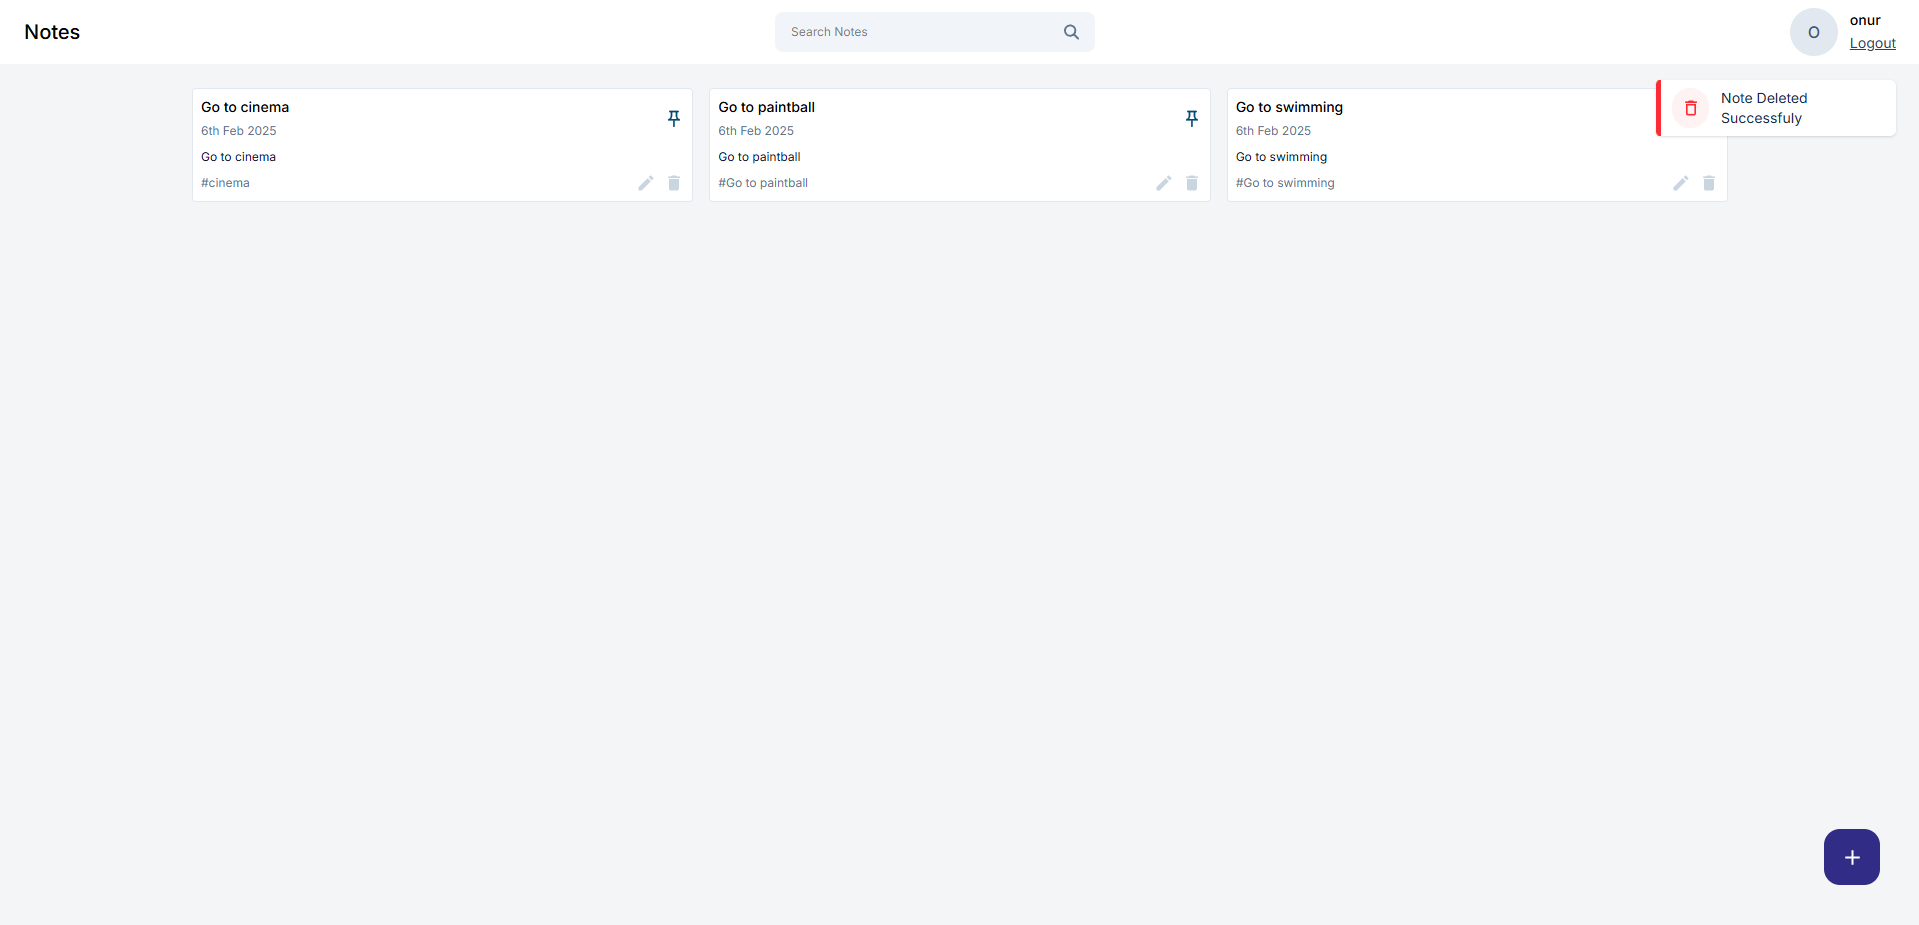 Notes
Search Notes
O
onur
Logout
Go to cinema
6th Feb 2025
Go to cinema
#cinema
Go to paintball
6th Feb 2025
Go to paintball
#Go to paintball
Go to swimming
6th Feb 2025
Go to swimming
#Go to swimming
Note Deleted
Successfuly
+